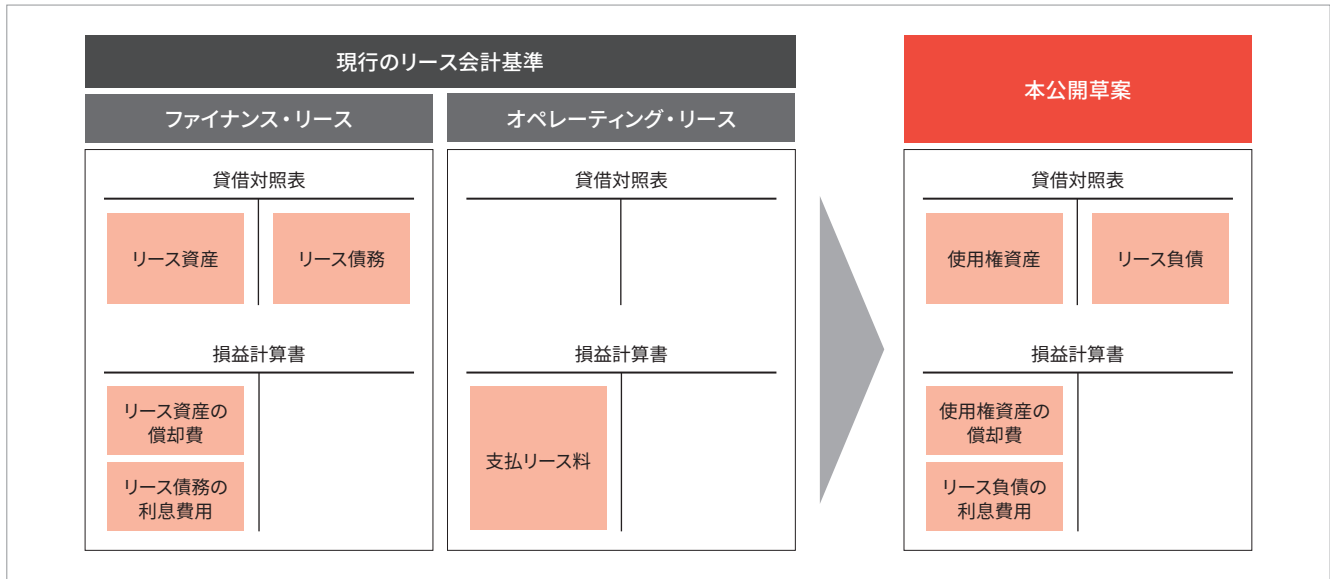 現行のリース会計基準
ファイナンス・リース
オペレーティング・リース
本公開草案
貸借対照表
リース資産
リース債務
損益計算書
リース資産の
償却費
リース債務の
利息費用
貸借対照表
損益計算書
支払リース料
貸借対照表
使用権資産
リース負債
損益計算書
使用権資産の
償却費
リース負債の
利息費用